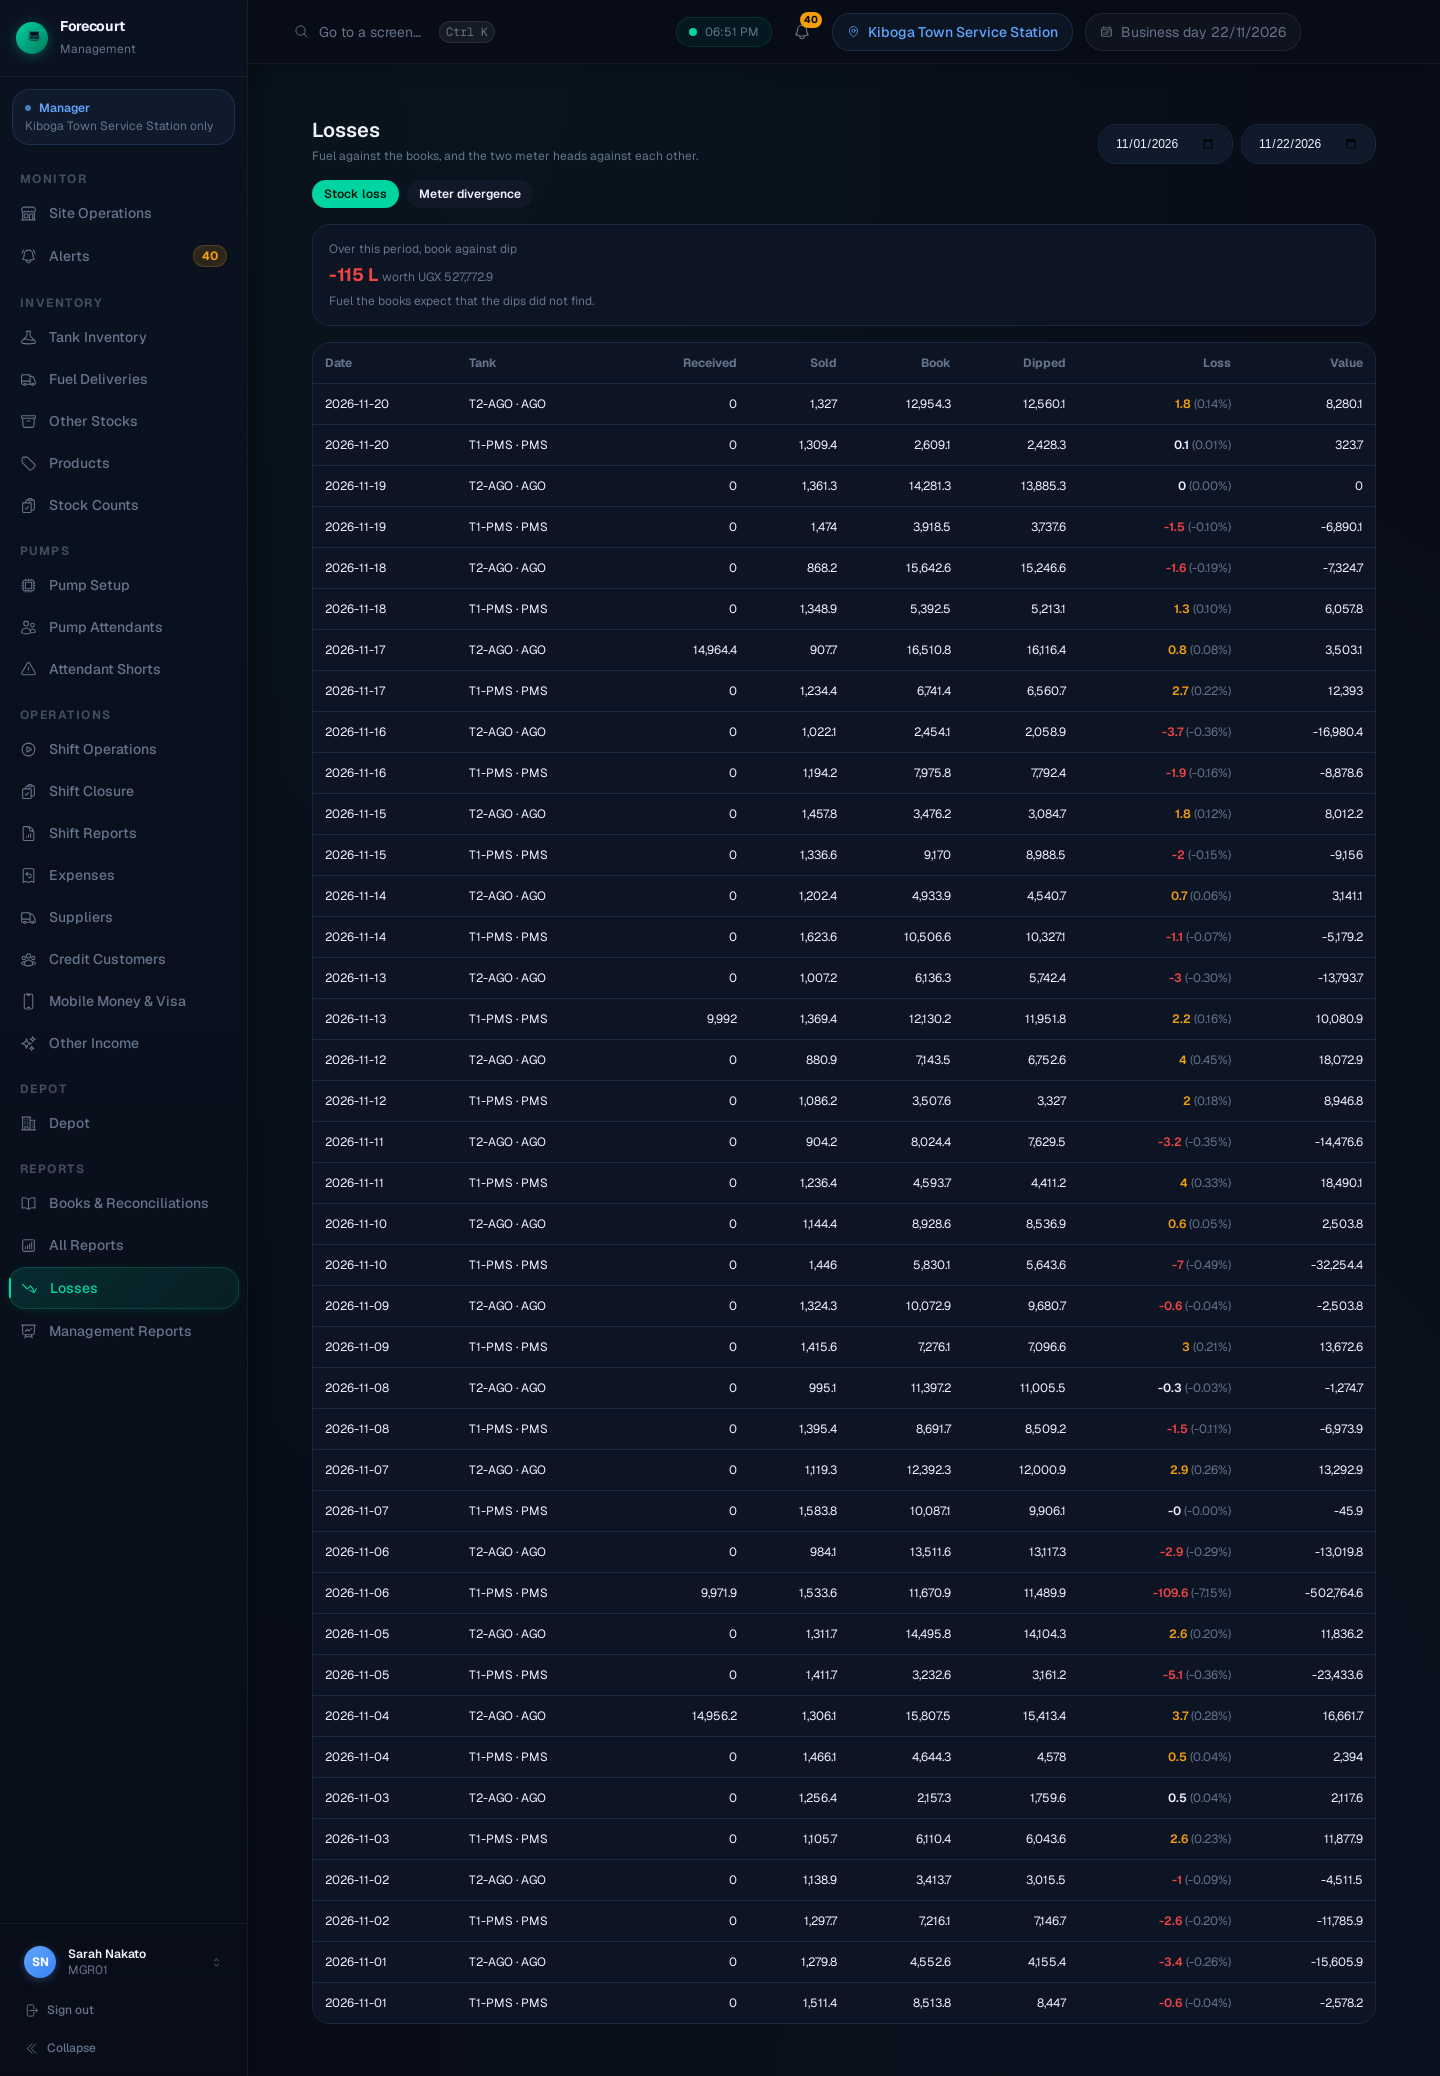 Forecourt
Management
Go to a screen... Ctrl K
06:51 PM
40
Kiboga Town Service Station
Business day 22/11/2026
Manager
Kiboga Town Service Station only
MONITOR
Site Operations
Alerts 40
INVENTORY
Tank Inventory
Fuel Deliveries
Other Stocks
Products
Stock Counts
PUMPS
Pump Setup
Pump Attendants
Attendant Shorts
OPERATIONS
Shift Operations
Shift Closure
Shift Reports
Expenses
Suppliers
Credit Customers
Mobile Money & Visa
Other Income
DEPOT
Depot
REPORTS
Books & Reconciliations
All Reports
Losses
Management Reports
SN Sarah Nakato
MGR01
Sign out
Collapse
Losses
Fuel against the books, and the two meter heads against each other.
11/01/2026 11/22/2026
Stock loss Meter divergence
Over this period, book against dip
-115 L worth UGX 527,772.9
Fuel the books expect that the dips did not find.
Date Tank Received Sold Book Dipped Loss Value
2026-11-20 T2-AGO · AGO 0 1,327 12,954.3 12,560.1 1.8 (0.14%) 8,280.1
2026-11-20 T1-PMS · PMS 0 1,309.4 2,609.1 2,428.3 0.1 (0.01%) 323.7
2026-11-19 T2-AGO · AGO 0 1,361.3 14,281.3 13,885.3 0 (0.00%) 0
2026-11-19 T1-PMS · PMS 0 1,474 3,918.5 3,737.6 -1.5 (-0.10%) -6,890.1
2026-11-18 T2-AGO · AGO 0 868.2 15,642.6 15,246.6 -1.6 (-0.19%) -7,324.7
2026-11-18 T1-PMS · PMS 0 1,348.9 5,392.5 5,213.1 1.3 (0.10%) 6,057.8
2026-11-17 T2-AGO · AGO 14,964.4 907.7 16,510.8 16,116.4 0.8 (0.08%) 3,503.1
2026-11-17 T1-PMS · PMS 0 1,234.4 6,741.4 6,560.7 2.7 (0.22%) 12,393
2026-11-16 T2-AGO · AGO 0 1,022.1 2,454.1 2,058.9 -3.7 (-0.36%) -16,980.4
2026-11-16 T1-PMS · PMS 0 1,194.2 7,975.8 7,792.4 -1.9 (-0.16%) -8,878.6
2026-11-15 T2-AGO · AGO 0 1,457.8 3,476.2 3,084.7 1.8 (0.12%) 8,012.2
2026-11-15 T1-PMS · PMS 0 1,336.6 9,170 8,988.5 -2 (-0.15%) -9,156
2026-11-14 T2-AGO · AGO 0 1,202.4 4,933.9 4,540.7 0.7 (0.06%) 3,141.1
2026-11-14 T1-PMS · PMS 0 1,623.6 10,506.6 10,327.1 -1.1 (-0.07%) -5,179.2
2026-11-13 T2-AGO · AGO 0 1,007.2 6,136.3 5,742.4 -3 (-0.30%) -13,793.7
2026-11-13 T1-PMS · PMS 9,992 1,369.4 12,130.2 11,951.8 2.2 (0.16%) 10,080.9
2026-11-12 T2-AGO · AGO 0 880.9 7,143.5 6,752.6 4 (0.45%) 18,072.9
2026-11-12 T1-PMS · PMS 0 1,086.2 3,507.6 3,327 2 (0.18%) 8,946.8
2026-11-11 T2-AGO · AGO 0 904.2 8,024.4 7,629.5 -3.2 (-0.35%) -14,476.6
2026-11-11 T1-PMS · PMS 0 1,236.4 4,593.7 4,411.2 4 (0.33%) 18,490.1
2026-11-10 T2-AGO · AGO 0 1,144.4 8,928.6 8,536.9 0.6 (0.05%) 2,503.8
2026-11-10 T1-PMS · PMS 0 1,446 5,830.1 5,643.6 -7 (-0.49%) -32,254.4
2026-11-09 T2-AGO · AGO 0 1,324.3 10,072.9 9,680.7 -0.6 (-0.04%) -2,503.8
2026-11-09 T1-PMS · PMS 0 1,415.6 7,276.1 7,096.6 3 (0.21%) 13,672.6
2026-11-08 T2-AGO · AGO 0 995.1 11,397.2 11,005.5 -0.3 (-0.03%) -1,274.7
2026-11-08 T1-PMS · PMS 0 1,395.4 8,691.7 8,509.2 -1.5 (-0.11%) -6,973.9
2026-11-07 T2-AGO · AGO 0 1,119.3 12,392.3 12,000.9 2.9 (0.26%) 13,292.9
2026-11-07 T1-PMS · PMS 0 1,583.8 10,087.1 9,906.1 -0 (-0.00%) -45.9
2026-11-06 T2-AGO · AGO 0 984.1 13,511.6 13,117.3 -2.9 (-0.29%) -13,019.8
2026-11-06 T1-PMS · PMS 9,971.9 1,533.6 11,670.9 11,489.9 -109.6 (-7.15%) -502,764.6
2026-11-05 T2-AGO · AGO 0 1,311.7 14,495.8 14,104.3 2.6 (0.20%) 11,836.2
2026-11-05 T1-PMS · PMS 0 1,411.7 3,232.6 3,161.2 -5.1 (-0.36%) -23,433.6
2026-11-04 T2-AGO · AGO 14,956.2 1,306.1 15,807.5 15,413.4 3.7 (0.28%) 16,661.7
2026-11-04 T1-PMS · PMS 0 1,466.1 4,644.3 4,578 0.5 (0.04%) 2,394
2026-11-03 T2-AGO · AGO 0 1,256.4 2,157.3 1,759.6 0.5 (0.04%) 2,117.6
2026-11-03 T1-PMS · PMS 0 1,105.7 6,110.4 6,043.6 2.6 (0.23%) 11,877.9
2026-11-02 T2-AGO · AGO 0 1,138.9 3,413.7 3,015.5 -1 (-0.09%) -4,511.5
2026-11-02 T1-PMS · PMS 0 1,297.7 7,216.1 7,146.7 -2.6 (-0.20%) -11,785.9
2026-11-01 T2-AGO · AGO 0 1,279.8 4,552.6 4,155.4 -3.4 (-0.26%) -15,605.9
2026-11-01 T1-PMS · PMS 0 1,511.4 8,513.8 8,447 -0.6 (-0.04%) -2,578.2